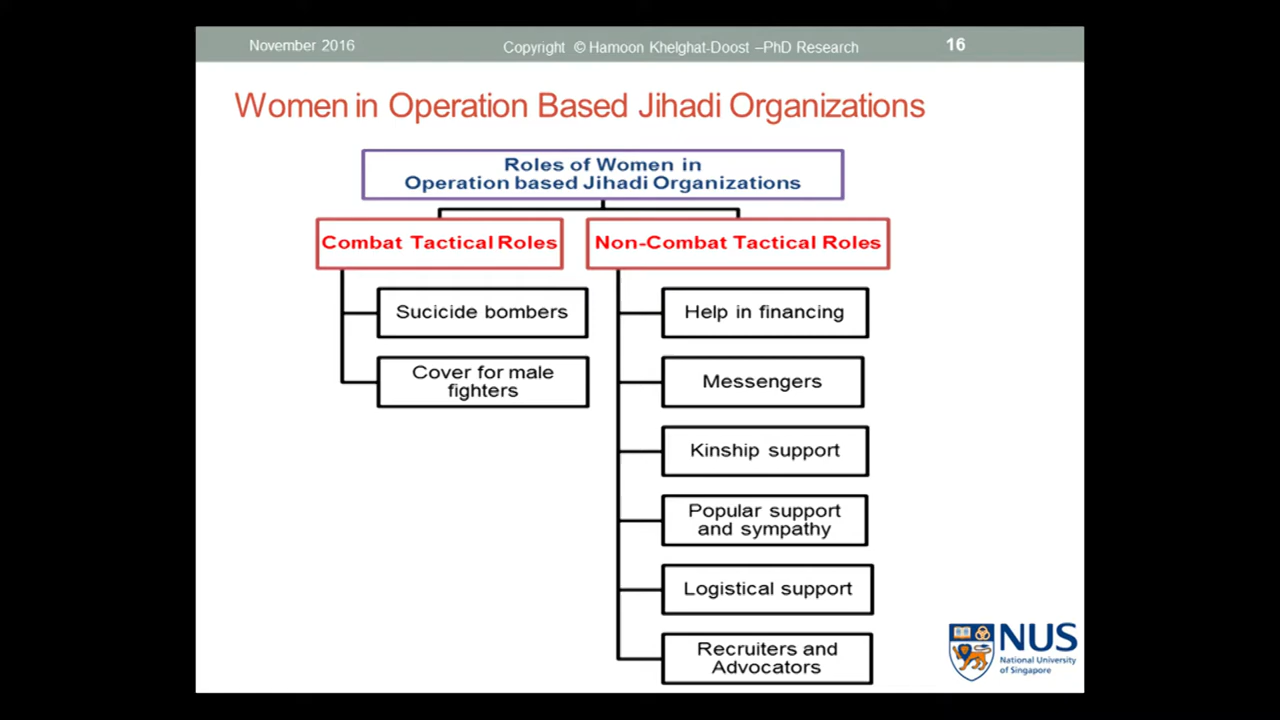 November 2016
Copyright © Hamoon Khelghat-Doost –PhD Research
16
Women in Operation Based Jihadi Organizations
Roles of Women in
Operation based Jihadi Organizations
Combat Tactical Roles
Non-Combat Tactical Roles
Sucicide bombers
Cover for male
fighters
Help in financing
Messengers
Kinship support
Popular support
and sympathy
Logistical support
Recruiters and
Advocators
NUS
National University
of Singapore